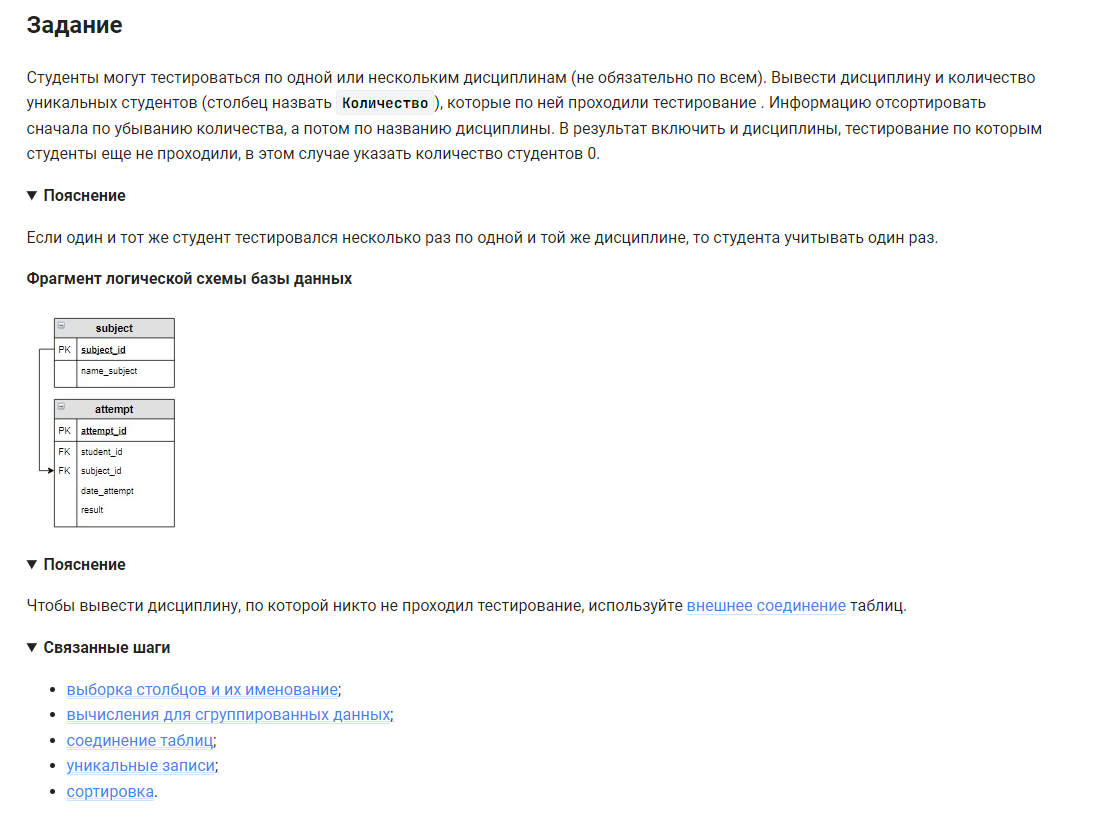 Задание
Студенты могут тестироваться по одной или нескольким дисциплинам (не обязательно по всем). Вывести дисциплину и количество
уникальных студентов (столбец назвать Количество ), которые по ней проходили тестирование . Информацию отсортировать
сначала по убыванию количества, а потом по названию дисциплины. В результат включить и дисциплины, тестирование по которым
студенты еще не проходили, в этом случае указать количество студентов 0.
Пояснение
Если один и тот же студент тестировался несколько раз по одной и той же дисциплине, то студента учитывать один раз.
Фрагмент логической схемы базы данных
subject
PK subject_id
name_subject
attempt
PK attempt_id
FK student_id
FK subject_id
date_attempt
result
Пояснение
Чтобы вывести дисциплину, по которой никто не проходил тестирование, используйте внешнее соединение таблиц.
Связанные шаги
выборка столбцов и их именование;
вычисления для сгруппированных данных;
соединение таблиц;
уникальные записи;
сортировка.